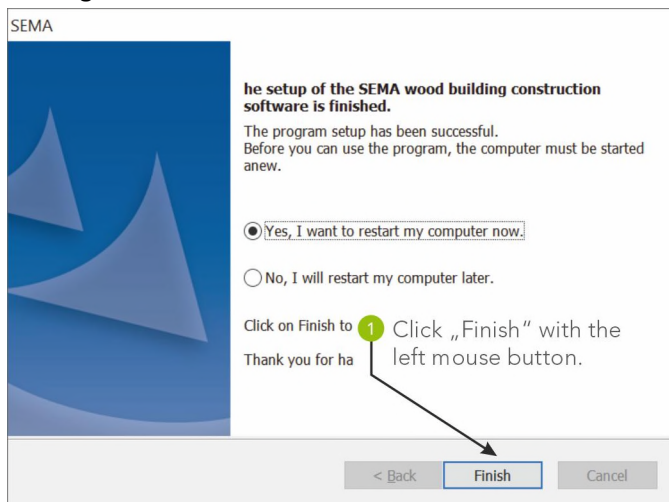 SEMA
he setup of the SEMA wood building construction
software is finished.
The program setup has been successful.
Before you can use the program, the computer must be started
anew.
Yes, I want to restart my computer now.
No, I will restart my computer later.
Click on Finish to
1 Click „Finish“ with the
left mouse button.
Thank you for ha
< Back Finish Cancel